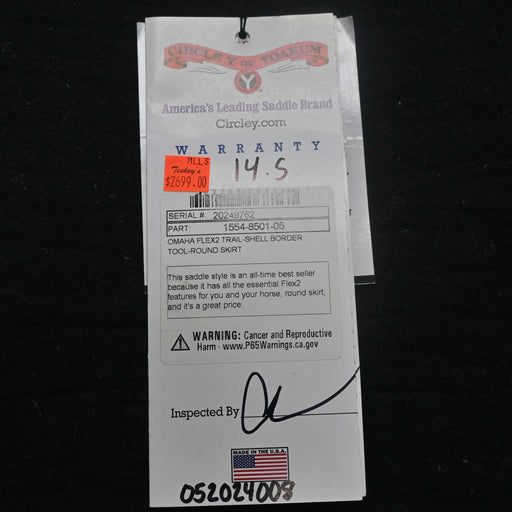 CIRCLE Y OF YOAKUM
Y
America's Leading Saddle Brand
Circley.com
WARRANTY
MLLS
Teskey's
$2699.00
14.5
SERIAL #: 20249762
PART: 1554-8501-05
OMAHA FLEX2 TRAIL-SHELL BORDER
TOOL-ROUND SKIRT
This saddle style is an all-time best seller
because it has all the essential Flex2
features for you and your horse, round skirt,
and it's a great price.
WARNING: Cancer and Reproductive
Harm - www.P65Warnings.ca.gov
Inspected By
MADE IN THE U.S.A.
052024008